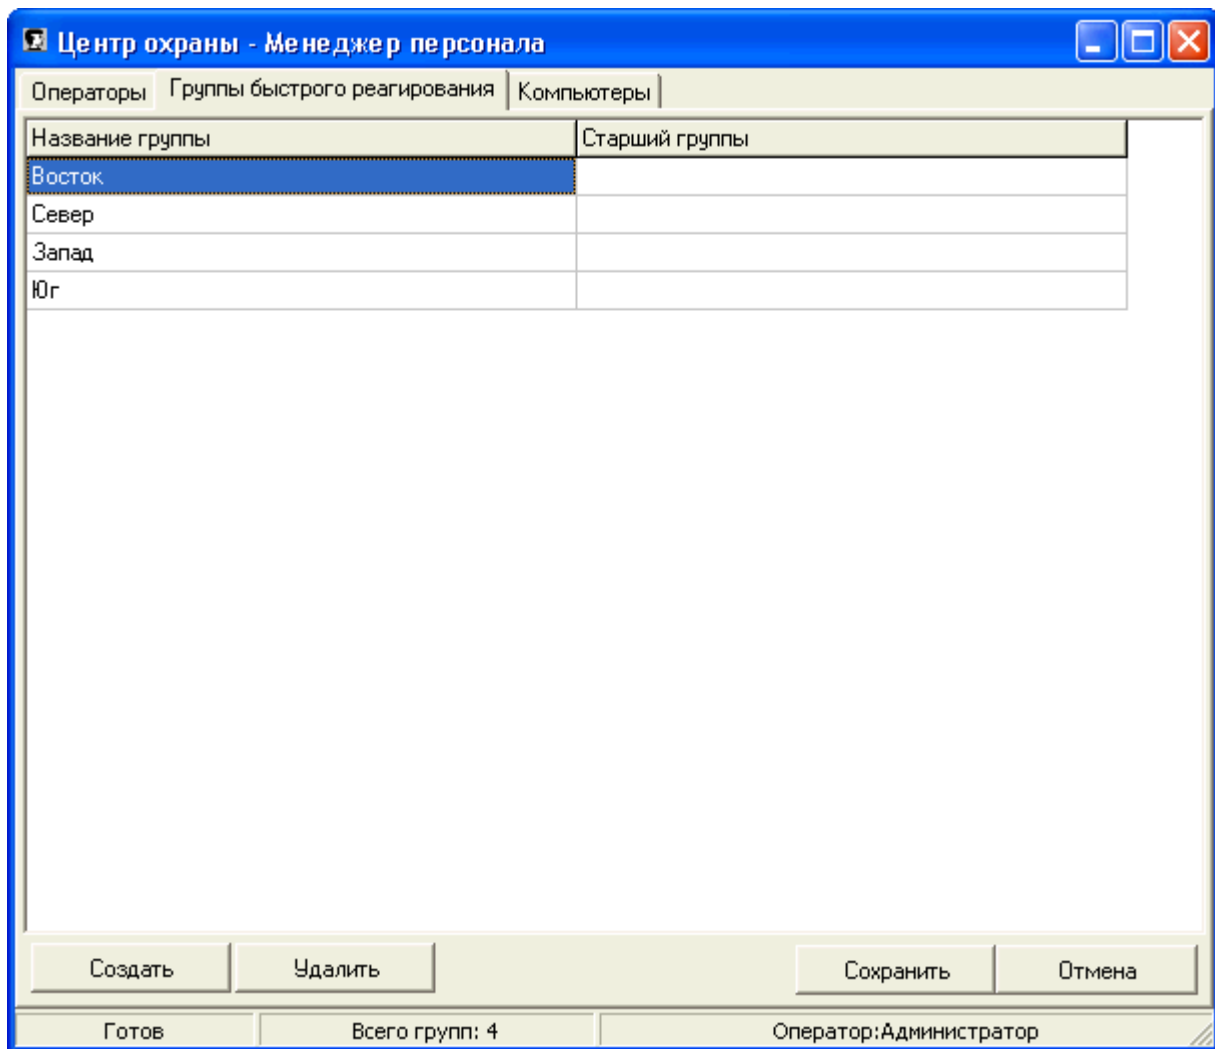 Центр охраны - Менеджер персонала
Операторы Группы быстрого реагирования Компьютеры
Название группы Старший группы
Восток
Север
Запад
Юг
Создать Удалить Сохранить Отмена
Готов Всего групп: 4 Оператор:Администратор